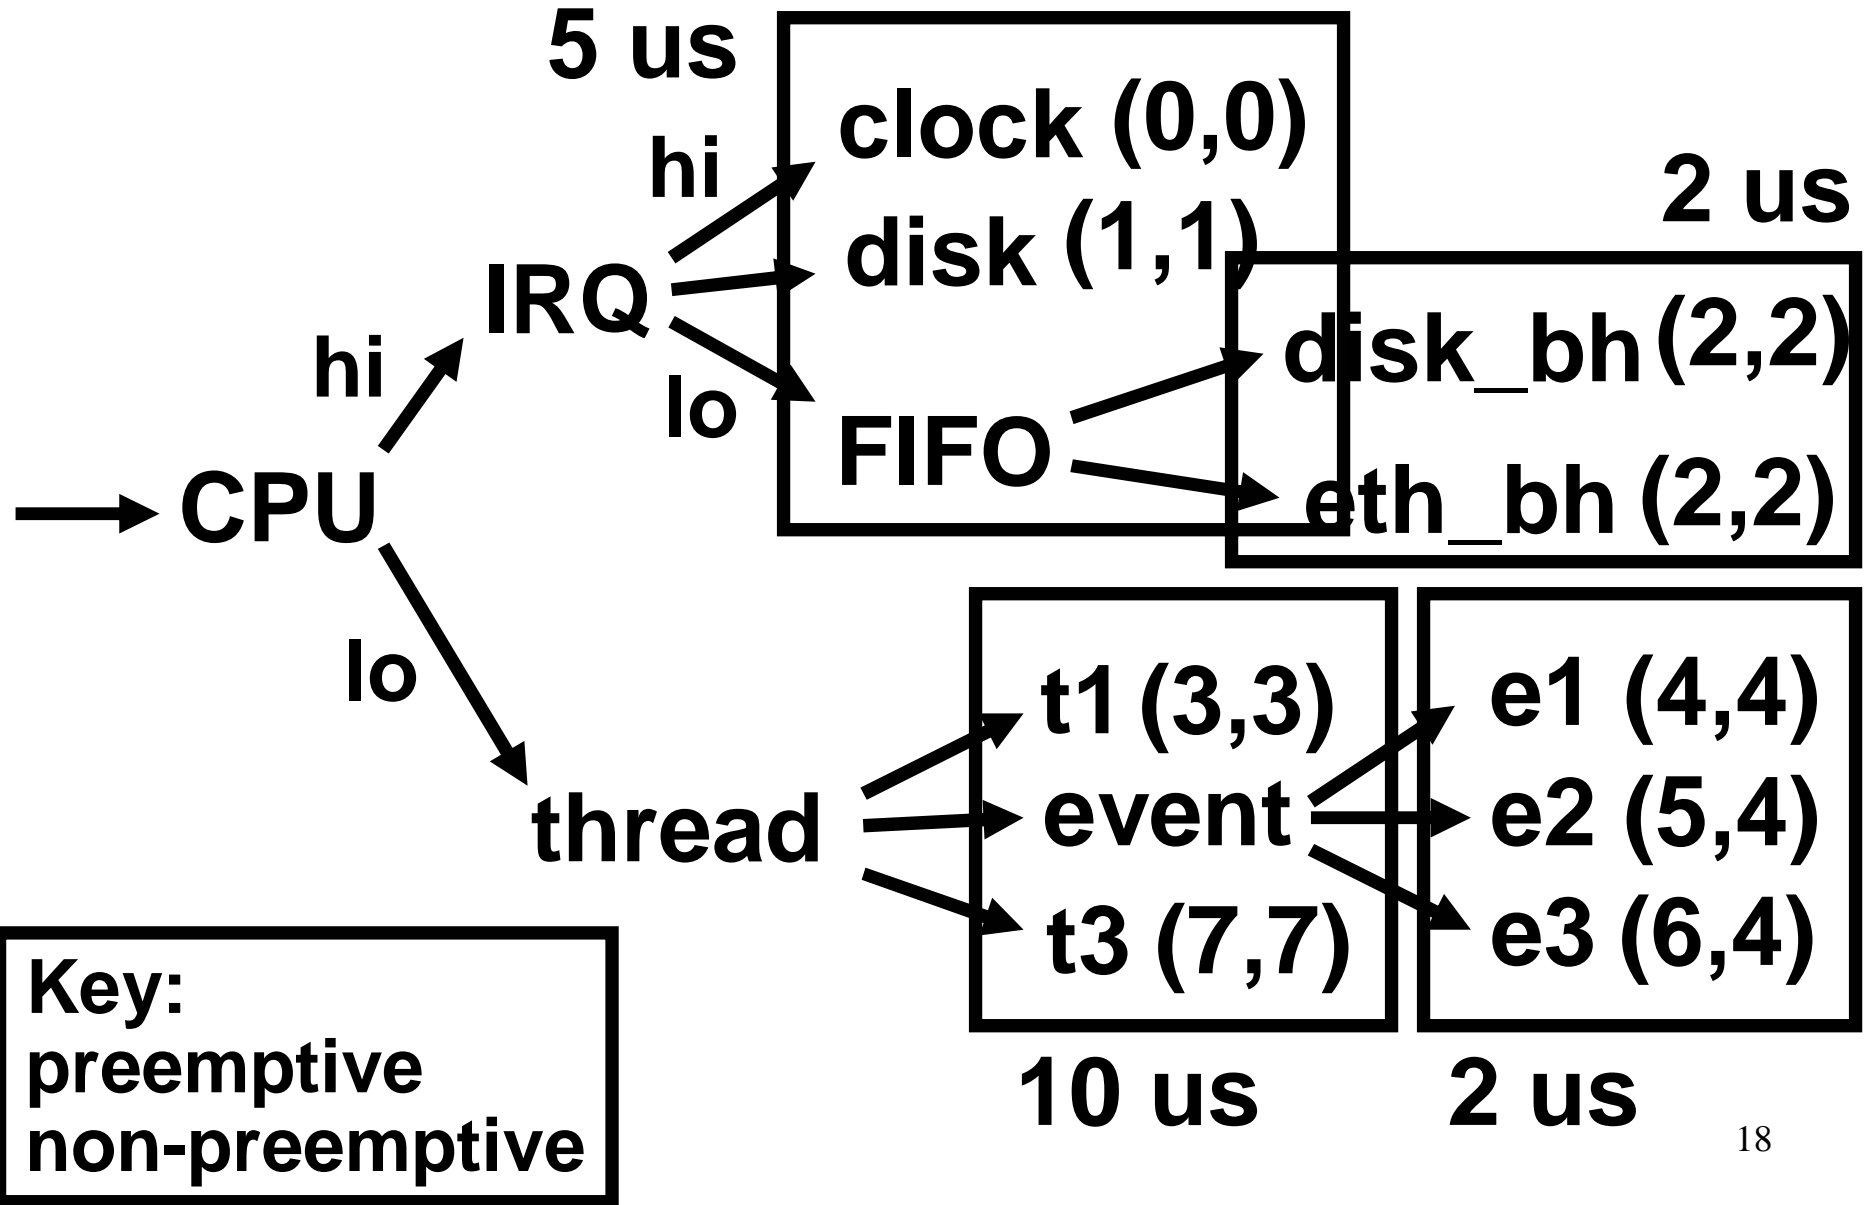 5 us
clock (0,0)
hi
2 us
disk (1,1)
IRQ
disk_bh (2,2)
hi
lo
FIFO
eth_bh (2,2)
CPU
lo
t1 (3,3)
e1 (4,4)
event
e2 (5,4)
thread
t3 (7,7)
e3 (6,4)
Key:
preemptive
non-preemptive
10 us
2 us
18